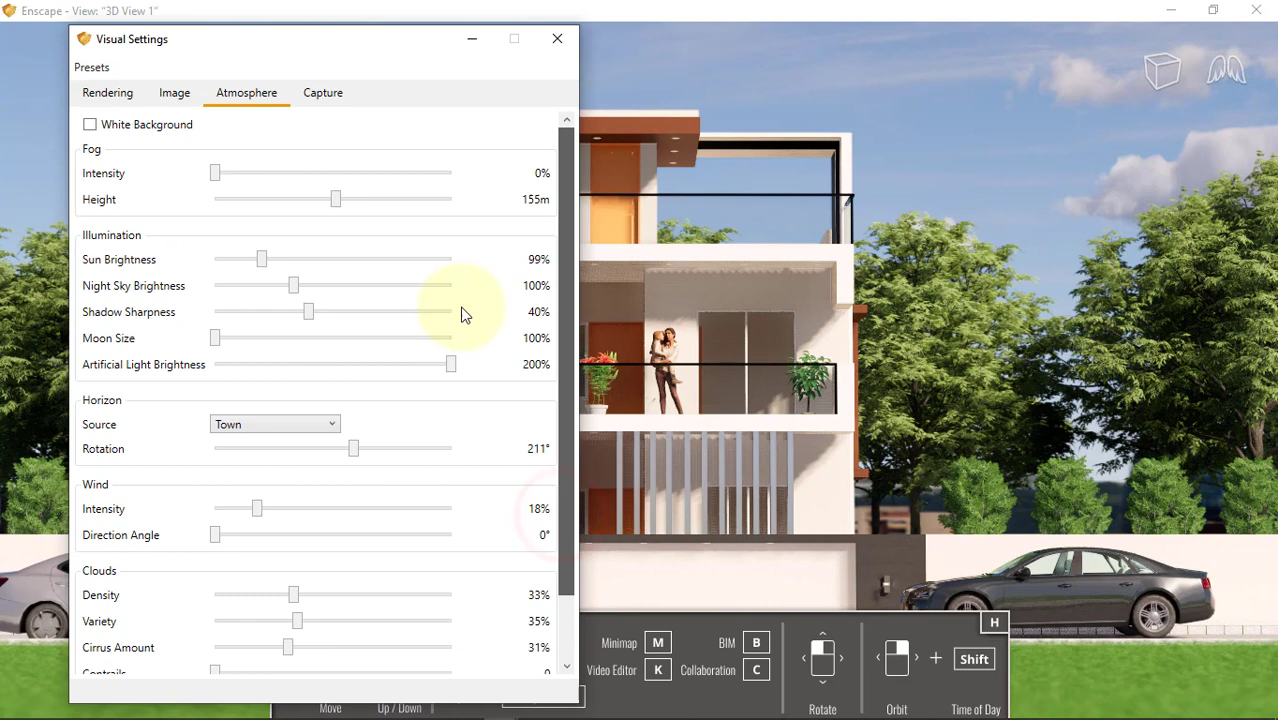 Enscape - View: "3D View 1"
Visual Settings
Presets
Rendering Image Atmosphere Capture
White Background
Fog
Intensity 0%
Height 155m
Illumination
Sun Brightness 99%
Night Sky Brightness 100%
Shadow Sharpness 40%
Moon Size 100%
Artificial Light Brightness 200%
Horizon
Source Town
Rotation 211°
Wind
Intensity 18%
Direction Angle 0°
Clouds
Density 33%
Variety 35%
Cirrus Amount 31%
Contrails 0
H
Minimap M BIM B
Video Editor K Collaboration C
+ Shift
Move Up / Down Rotate Orbit Time of Day